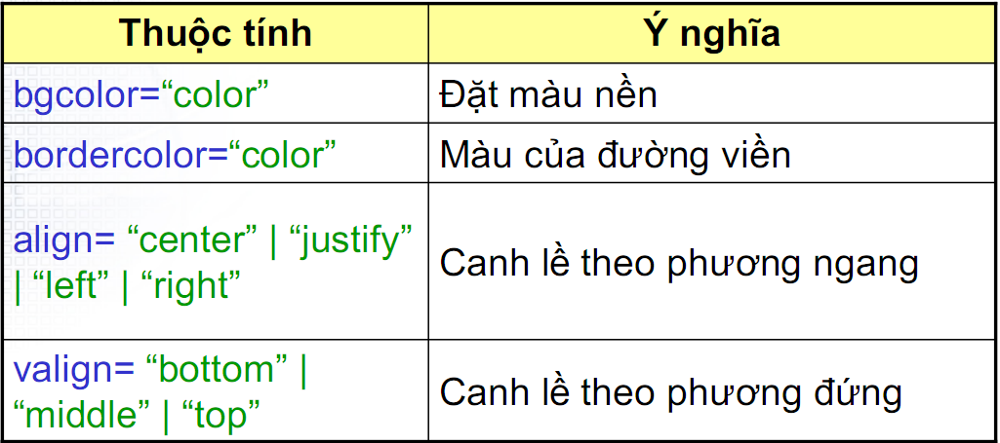 Thuộc tính Ý nghĩa
bgcolor=“color” Đặt màu nền
bordercolor=“color” Màu của đường viền
align= “center” | “justify”
| “left” | “right”
Canh lề theo phương ngang
valign= “bottom” |
“middle” | “top”
Canh lề theo phương đứng